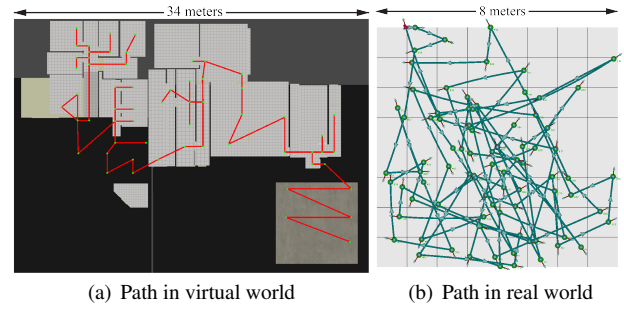 34 meters
8 meters
(a) Path in virtual world
(b) Path in real world